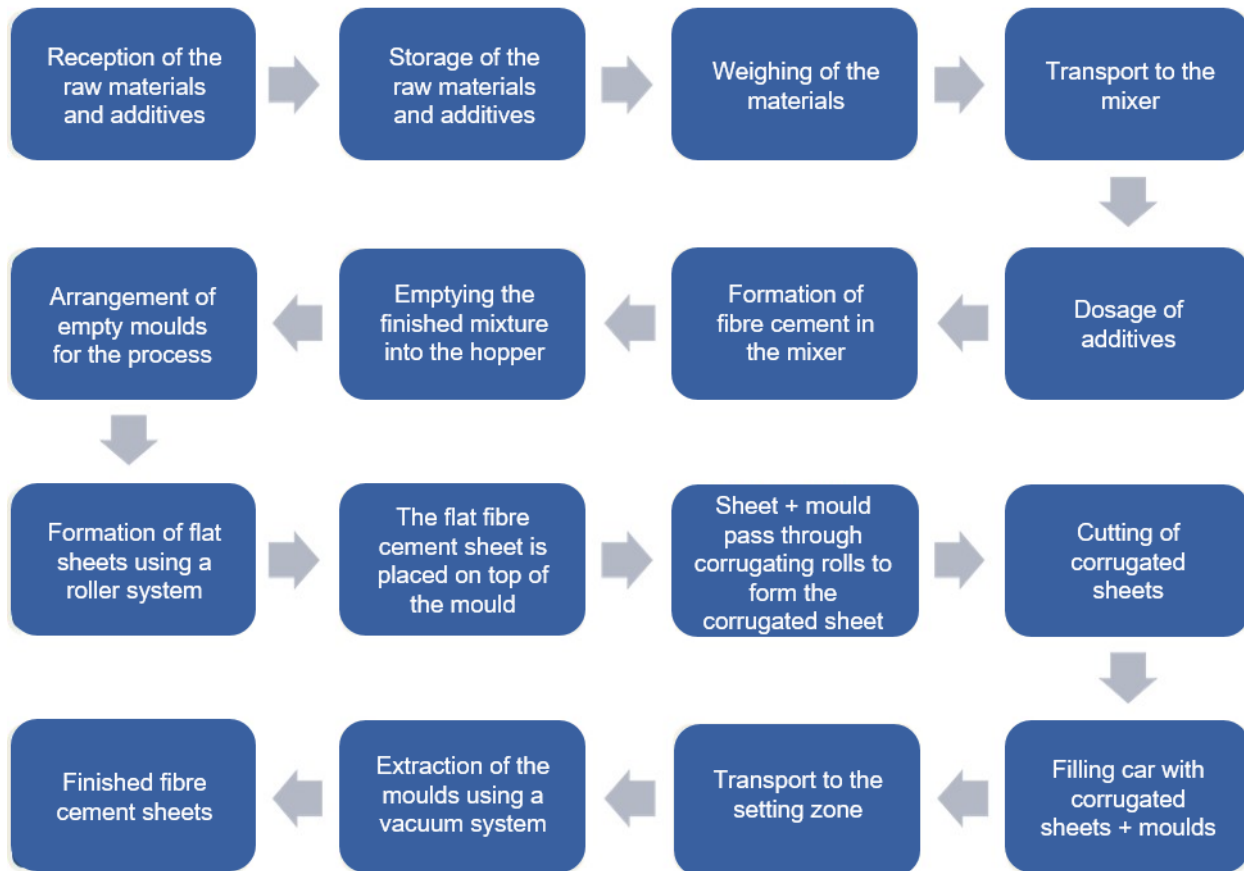 Reception of the
raw materials
and additives
Storage of the
raw materials
and additives
Weighing of the
materials
Transport to the
mixer
Dosage of
additives
Formation of
fibre cement in
the mixer
Emptying the
finished mixture
into the hopper
Arrangement of
empty moulds
for the process
Formation of flat
sheets using a
roller system
The flat fibre
cement sheet is
placed on top of
the mould
Sheet + mould
pass through
corrugating rolls to
form the
corrugated sheet
Cutting of
corrugated
sheets
Filling car with
corrugated
sheets + moulds
Transport to the
setting zone
Extraction of the
moulds using a
vacuum system
Finished fibre
cement sheets